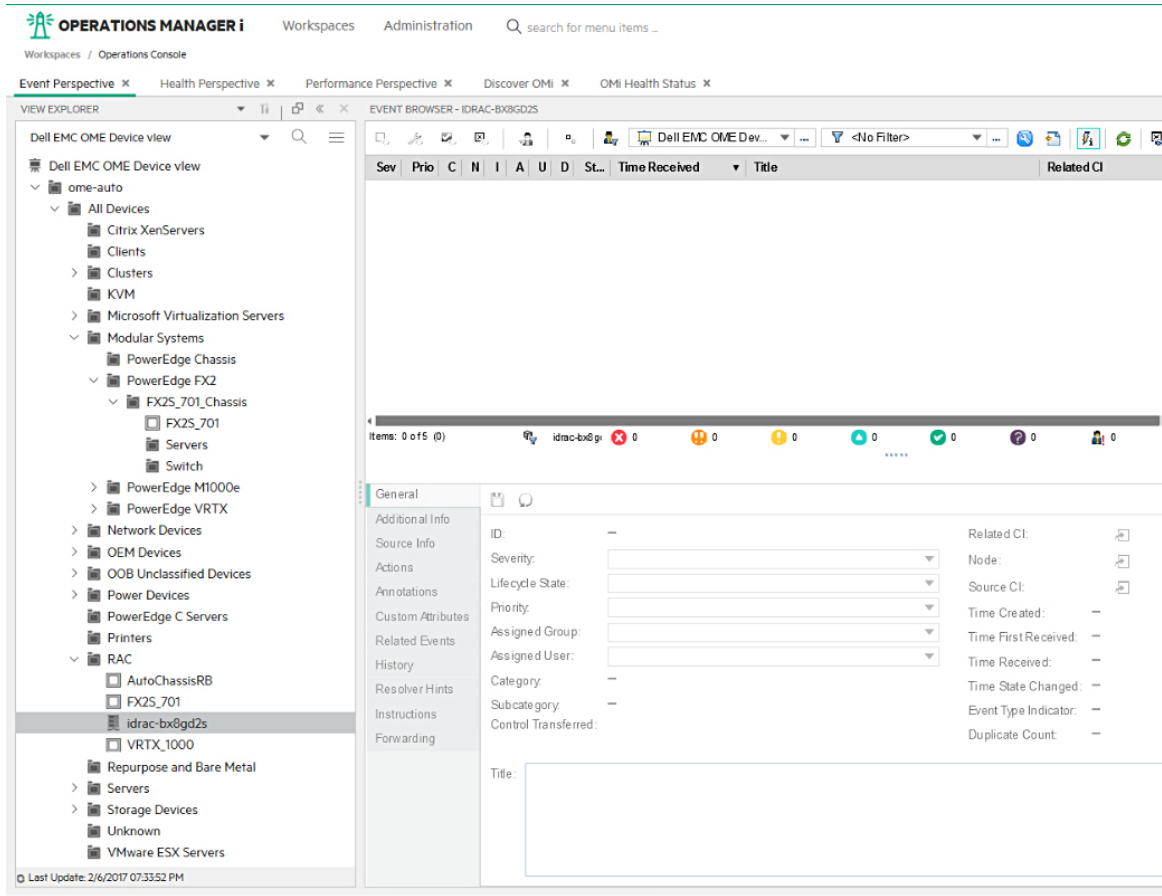 OPERATIONS MANAGER i Workspaces Administration search for menu items ...
Workspaces / Operations Console
Event Perspective × Health Perspective × Performance Perspective × Discover OMi × OMi Health Status ×
VIEW EXPLORER
Dell EMC OME Device view
Dell EMC OME Device view
ome-auto
All Devices
Citrix XenServers
Clients
Clusters
KVM
Microsoft Virtualization Servers
Modular Systems
PowerEdge Chassis
PowerEdge FX2
FX2S_701_Chassis
FX2S_701
Servers
Switch
PowerEdge M1000e
PowerEdge VRTX
Network Devices
OEM Devices
OOB Unclassified Devices
Power Devices
PowerEdge C Servers
Printers
RAC
AutoChassisRB
FX2S_701
idrac-bx8gd2s
VRTX_1000
Repurpose and Bare Metal
Servers
Storage Devices
Unknown
VMware ESX Servers
Last Update: 2/6/2017 07:33:52 PM
EVENT BROWSER - IDRAC-BX8GD2S
Dell EMC OME Dev... ... <No Filter> ...
Sev Prio C N I A U D St... Time Received Title Related CI
Items: 0 of 5 (0) idrac-bx8g 0 0 0 0 0 0 0
General
Additional Info
Source Info
Actions
Annotations
Custom Attributes
Related Events
History
Resolver Hints
Instructions
Forwarding
ID: –
Severity:
Lifecycle State:
Priority:
Assigned Group:
Assigned User:
Category: –
Subcategory: –
Control Transferred:
Related CI:
Node:
Source CI:
Time Created: –
Time First Received: –
Time Received: –
Time State Changed: –
Event Type Indicator: –
Duplicate Count: –
Title: